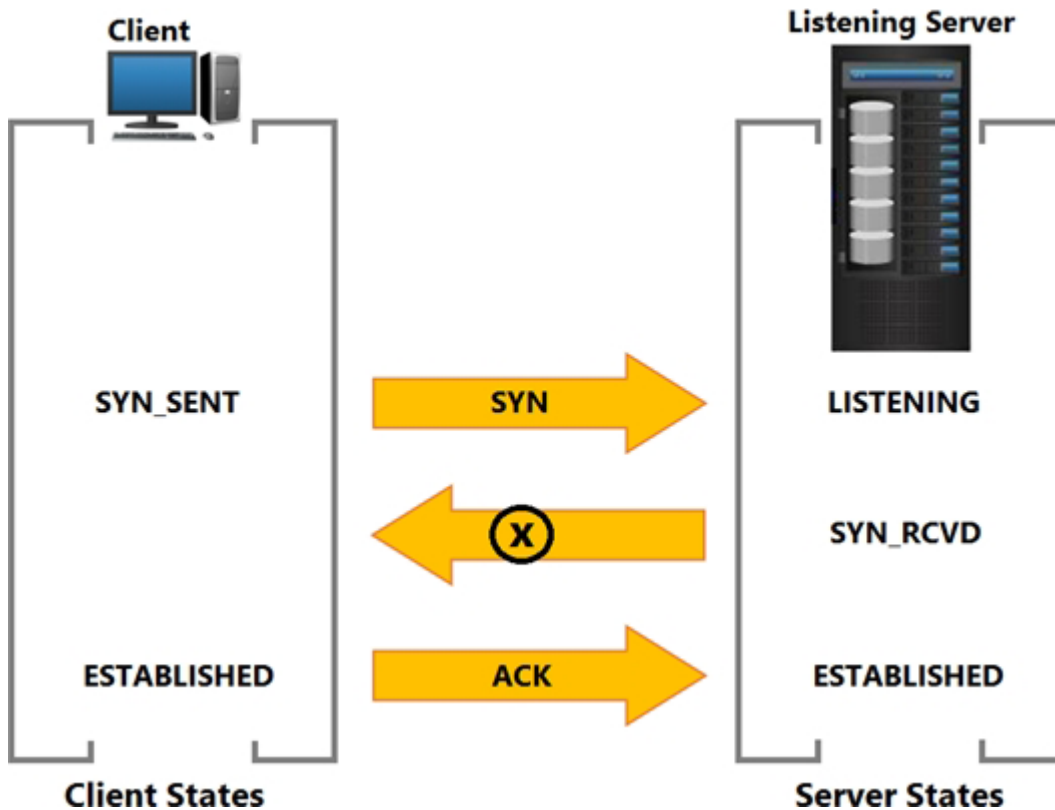 Client
Listening Server
SYN_SENT
SYN
LISTENING
X
SYN_RCVD
ESTABLISHED
ACK
ESTABLISHED
Client States
Server States